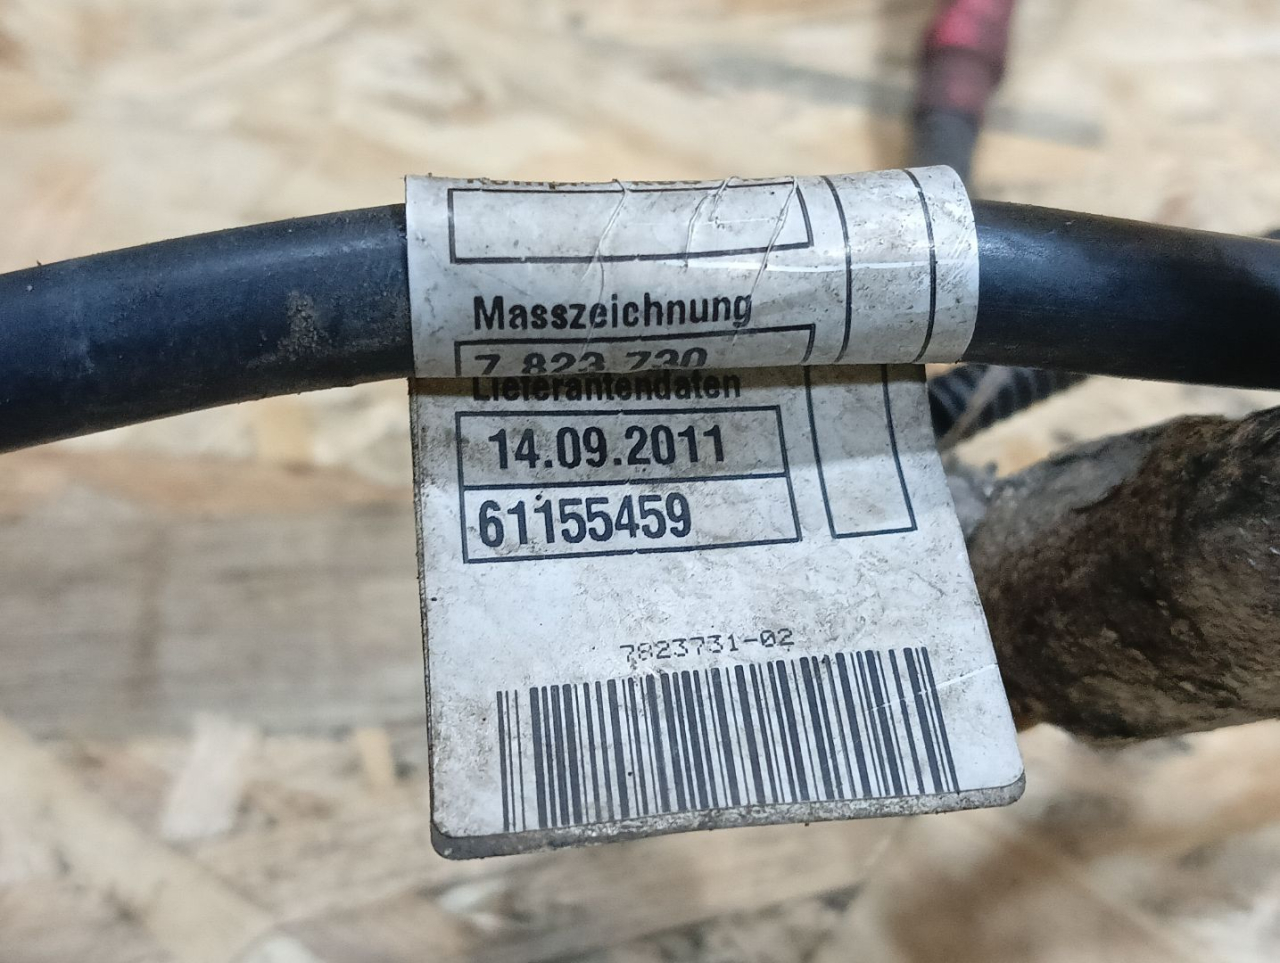 Masszeichnung
7 823 730
Lieferantendaten
14.09.2011
61155459
7823731-02